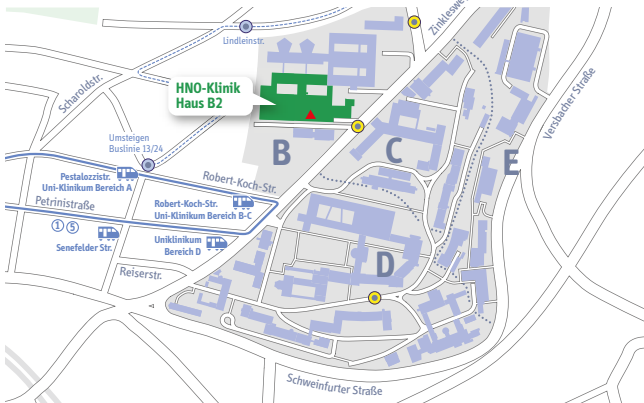 Zinkleswe
Lindleinstr.
Scharoldstr.
HNO-Klinik
Haus B2
Versbacher Straße
Umsteigen
Buslinie 13/24
B
C
E
Pestalozzistr.
Uni-Klinikum Bereich A
Robert-Koch-Str.
Petrinistraße
Robert-Koch-Str.
Uni-Klinikum Bereich B-C
1 5
Senefelder Str.
Uniklinikum
Bereich D
D
Reiserstr.
Schweinfurter Straße